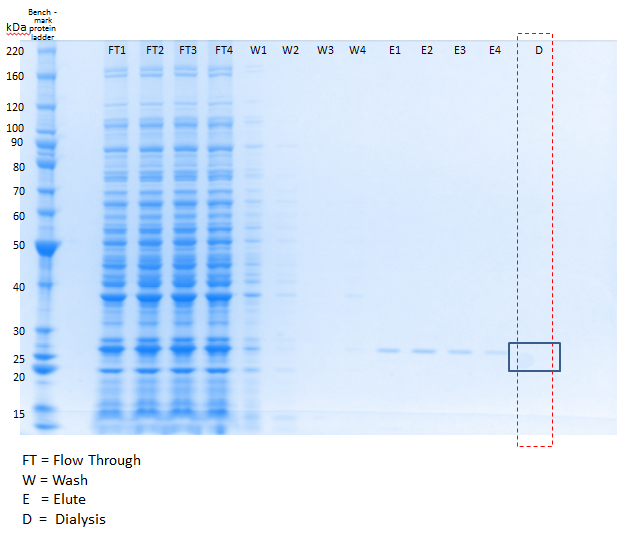 Bench -
mark
kDa protein
ladder
FT1 FT2 FT3 FT4 W1 W2 W3 W4 E1 E2 E3 E4 D
220
160
120
100
90
80
70
60
50
40
30
25
20
15
FT = Flow Through
W = Wash
E = Elute
D = Dialysis